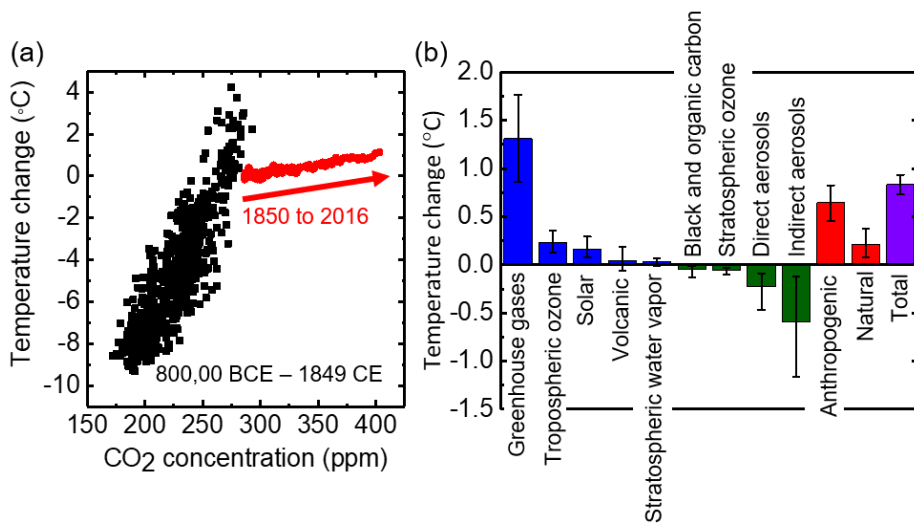 (a)
Temperature change (°C)
4
2
0
-2
-4
-6
-8
-10
1850 to 2016
800,00 BCE – 1849 CE
150 200 250 300 350 400
CO2 concentration (ppm)
(b)
Temperature change (°C)
2.0
1.5
1.0
0.5
0.0
-0.5
-1.0
-1.5
Greenhouse gases
Tropospheric ozone
Solar
Volcanic
Stratospheric water vapor
Black and organic carbon
Stratospheric ozone
Direct aerosols
Indirect aerosols
Anthropogenic
Natural
Total